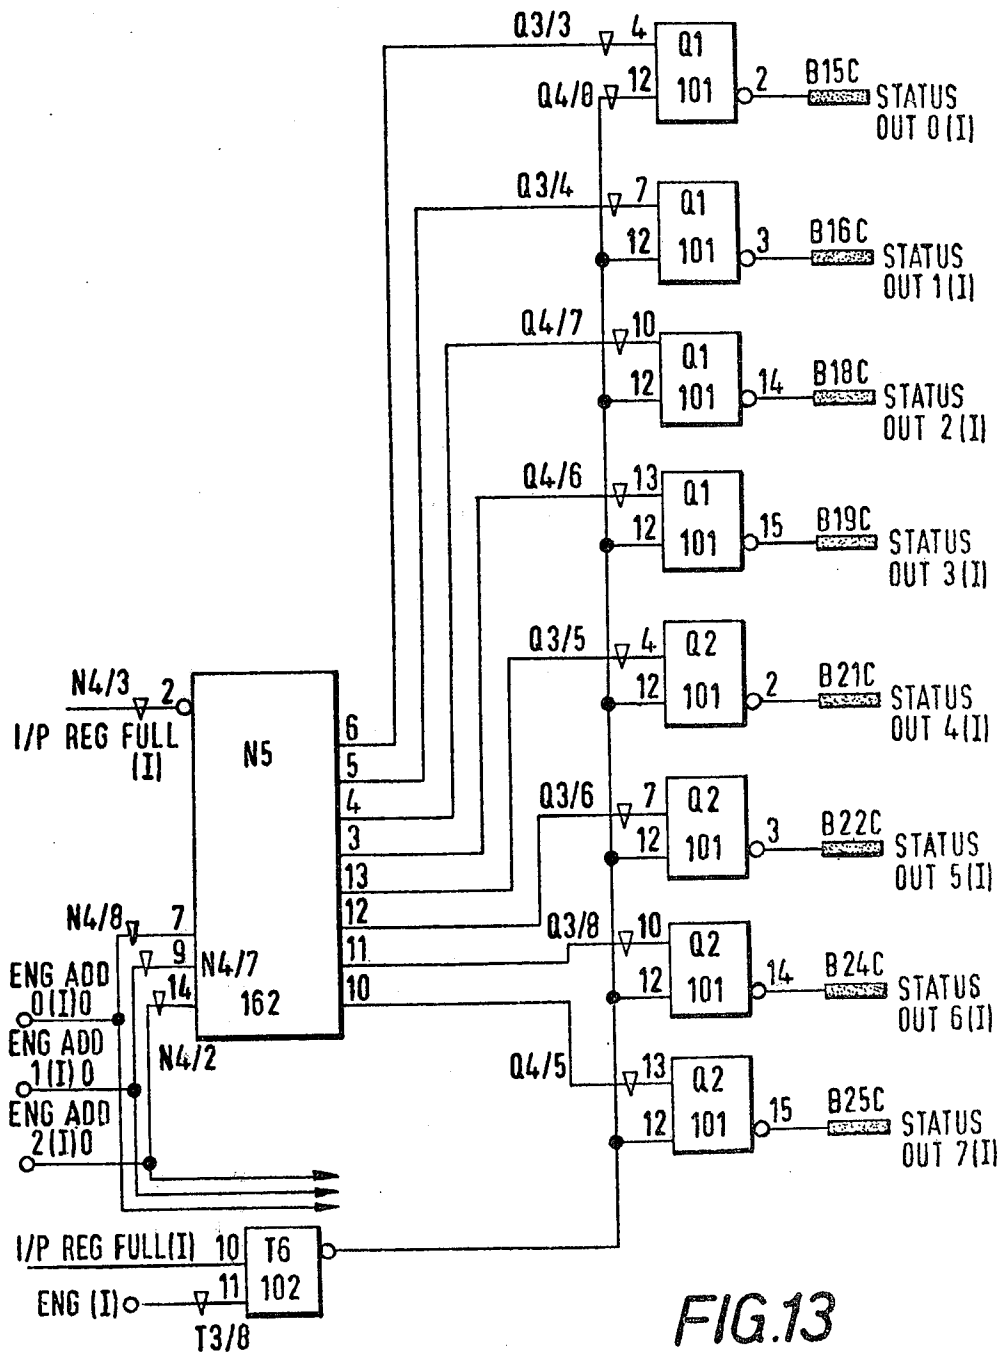 Q3/3
4
Q1
101
Q4/8
12
2
B15C
STATUS
OUT 0(I)
Q3/4
7
Q1
101
12
3
B16C
STATUS
OUT 1(I)
Q4/7
10
Q1
101
12
14
B18C
STATUS
OUT 2(I)
Q4/6
13
Q1
101
12
15
B19C
STATUS
OUT 3(I)
Q3/5
4
Q2
101
12
2
B21C
STATUS
OUT 4(I)
Q3/6
7
Q2
101
12
3
B22C
STATUS
OUT 5(I)
Q3/8
10
Q2
101
12
14
B24C
STATUS
OUT 6(I)
Q4/5
13
Q2
101
12
15
B25C
STATUS
OUT 7(I)
N4/3
2
I/P REG FULL
(I)
N5
162
6
5
4
3
13
12
11
10
N4/8
7
9
N4/7
14
N4/2
ENG ADD
0(I)0
ENG ADD
1(I)0
ENG ADD
2(I)0
I/P REG FULL(I)
10
T6
102
11
ENG (I)
T3/8
FIG.13